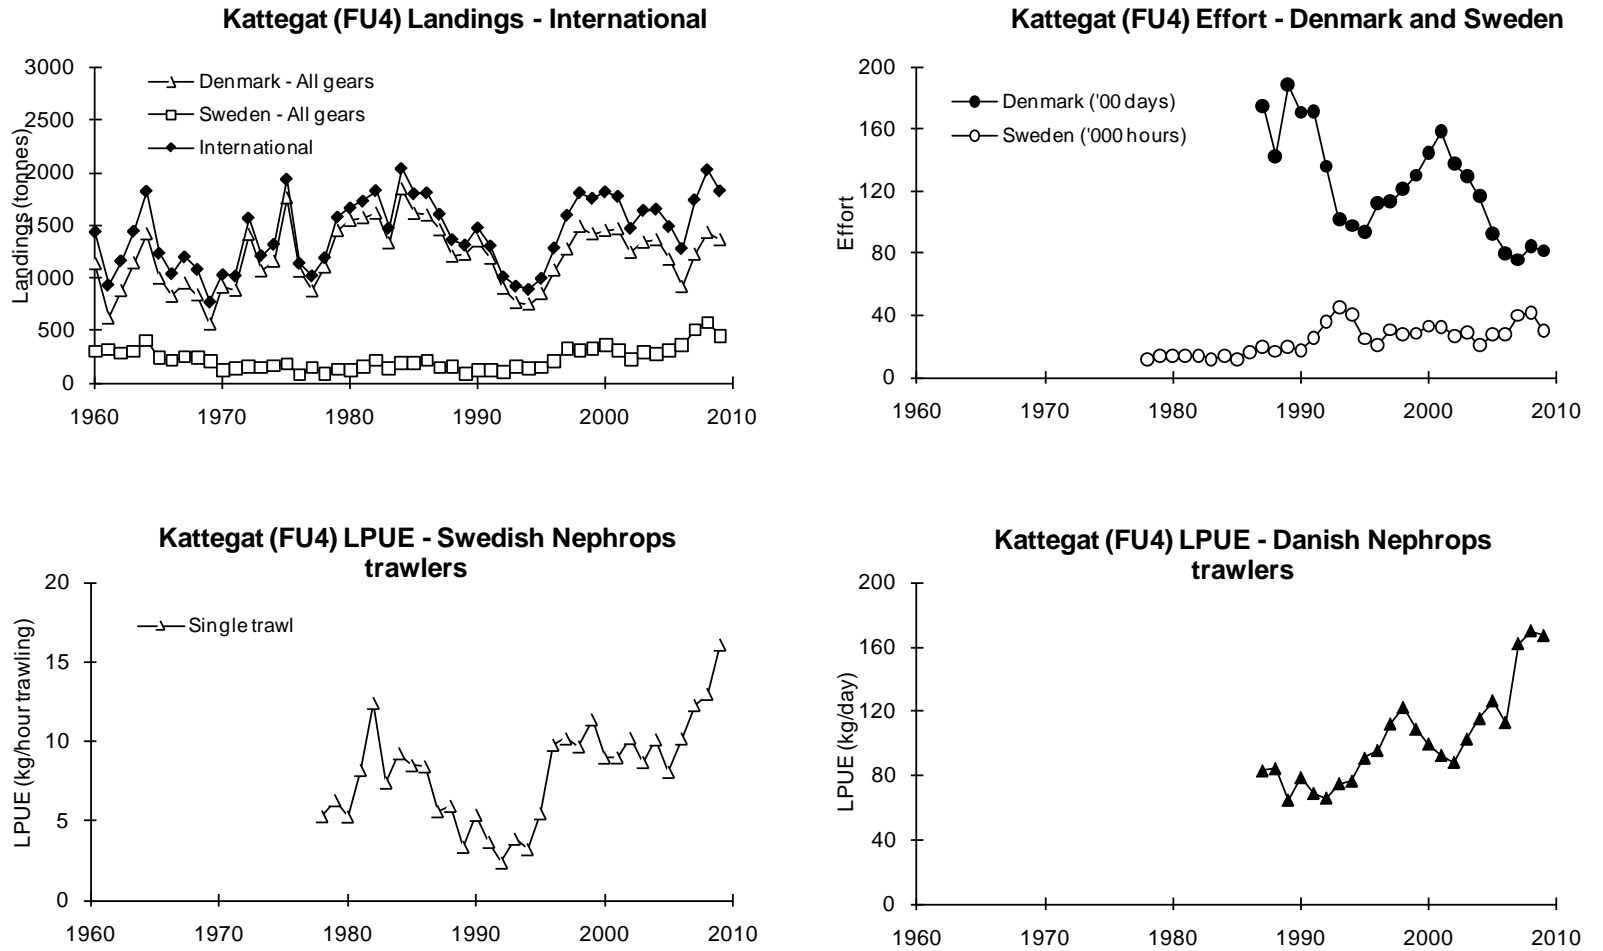 Kattegat (FU4) Landings - International
Landings (tonnes)
3000
2500
2000
1500
1000
500
0
Denmark - All gears
Sweden - All gears
International
1960 1970 1980 1990 2000 2010
Kattegat (FU4) Effort - Denmark and Sweden
Effort
200
160
120
80
40
0
Denmark ('00 days)
Sweden ('000 hours)
1960 1970 1980 1990 2000 2010
Kattegat (FU4) LPUE - Swedish Nephrops
trawlers
LPUE (kg/hour trawling)
20
15
10
5
0
Single trawl
1960 1970 1980 1990 2000 2010
Kattegat (FU4) LPUE - Danish Nephrops
trawlers
LPUE (kg/day)
200
160
120
80
40
0
1960 1970 1980 1990 2000 2010